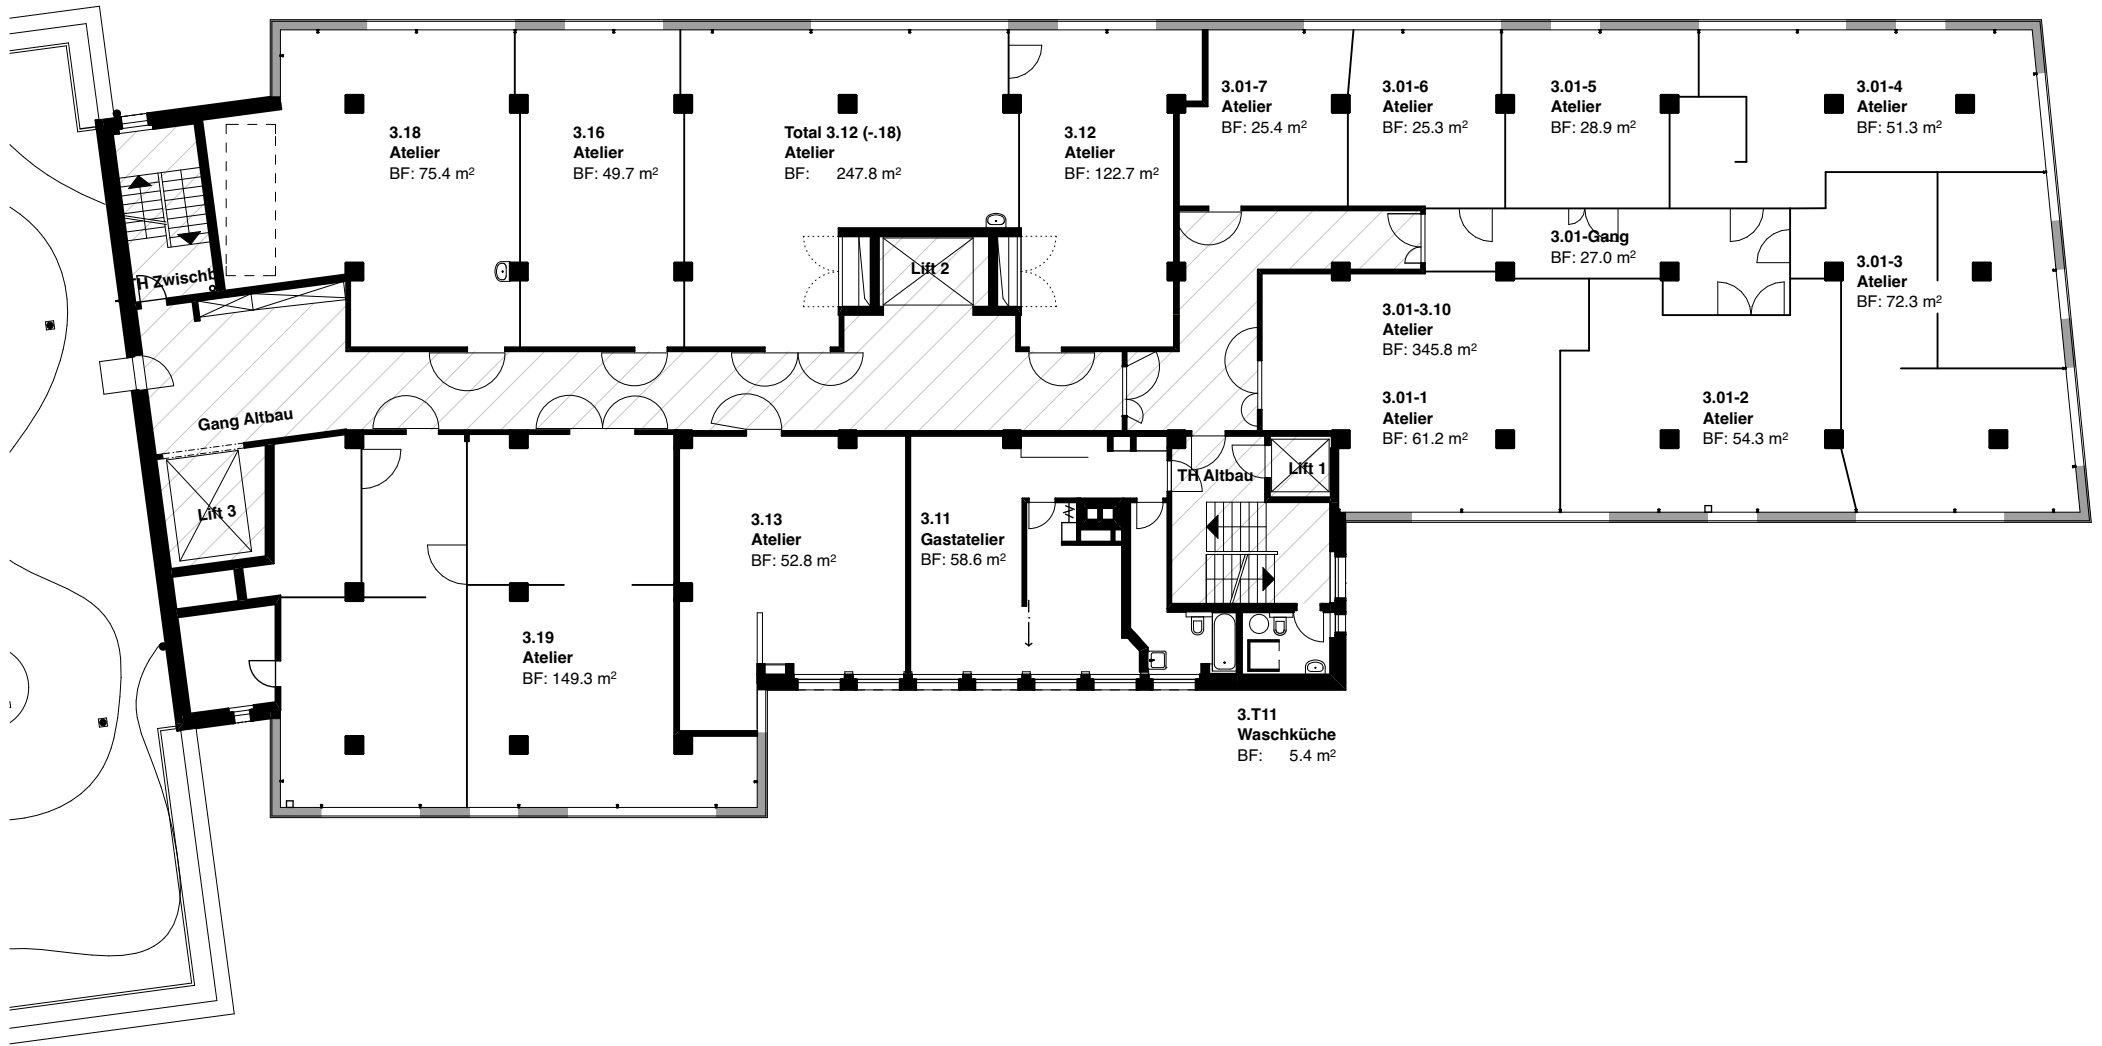 3.18
Atelier
BF: 75.4 m²
3.16
Atelier
BF: 49.7 m²
Total 3.12 (-.18)
Atelier
BF: 247.8 m²
3.12
Atelier
BF: 122.7 m²
3.01-7
Atelier
BF: 25.4 m²
3.01-6
Atelier
BF: 25.3 m²
3.01-5
Atelier
BF: 28.9 m²
3.01-4
Atelier
BF: 51.3 m²
3.01-Gang
BF: 27.0 m²
3.01-3
Atelier
BF: 72.3 m²
Lift 2
H Zwischb
3.01-3.10
Atelier
BF: 345.8 m²
3.01-1
Atelier
BF: 61.2 m²
3.01-2
Atelier
BF: 54.3 m²
Gang Altbau
TH Altbau
Lift 1
Lift 3
3.13
Atelier
BF: 52.8 m²
3.11
Gastatelier
BF: 58.6 m²
3.19
Atelier
BF: 149.3 m²
3.T11
Waschküche
BF: 5.4 m²